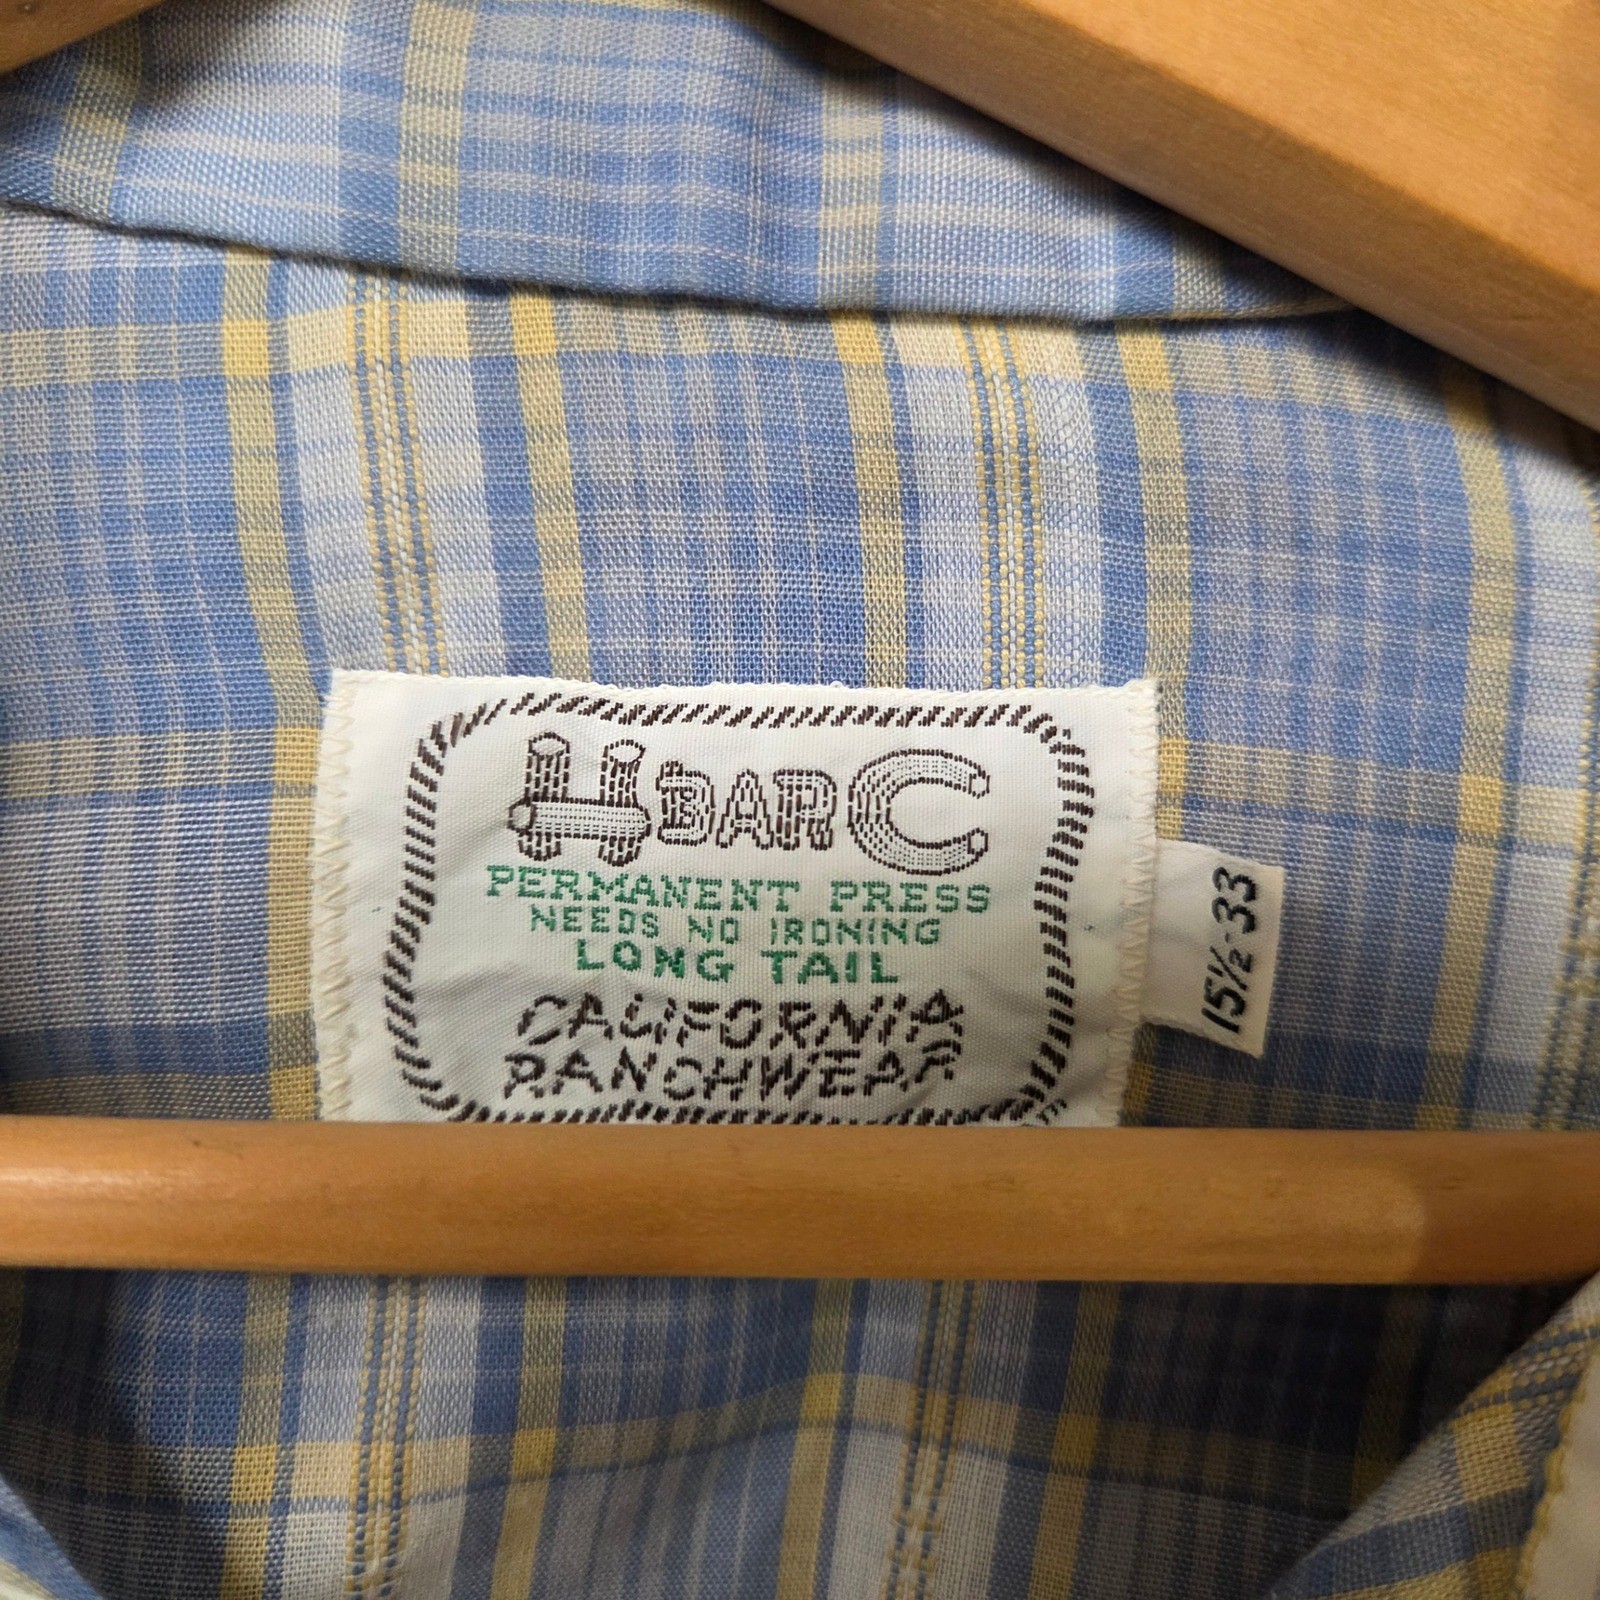 H BAR C
PERMANENT PRESS
NEEDS NO IRONING
LONG TAIL
CALIFORNIA
RANCHWEAR
15½-33